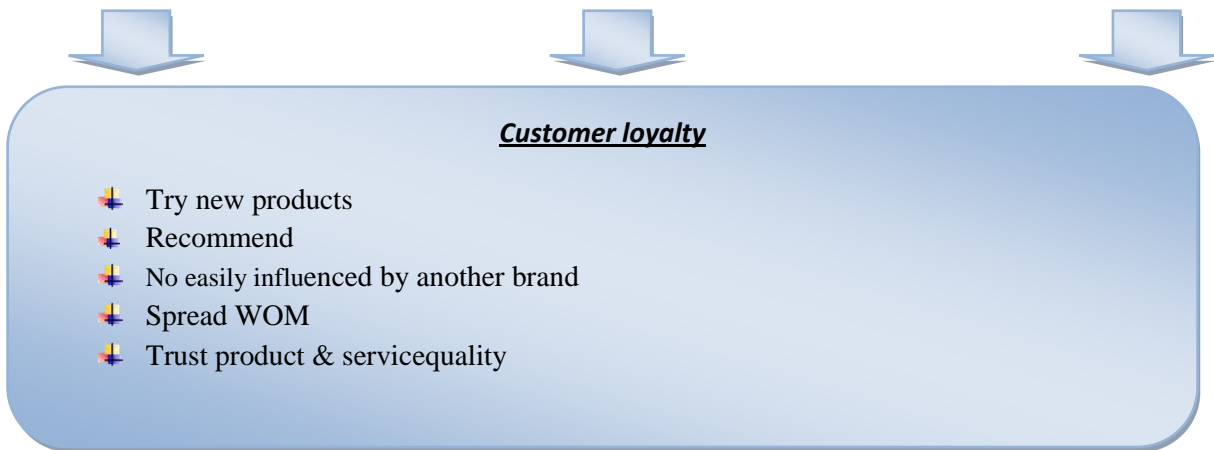 Customer loyalty
Try new products
Recommend
No easily influenced by another brand
Spread WOM
Trust product & servicequality